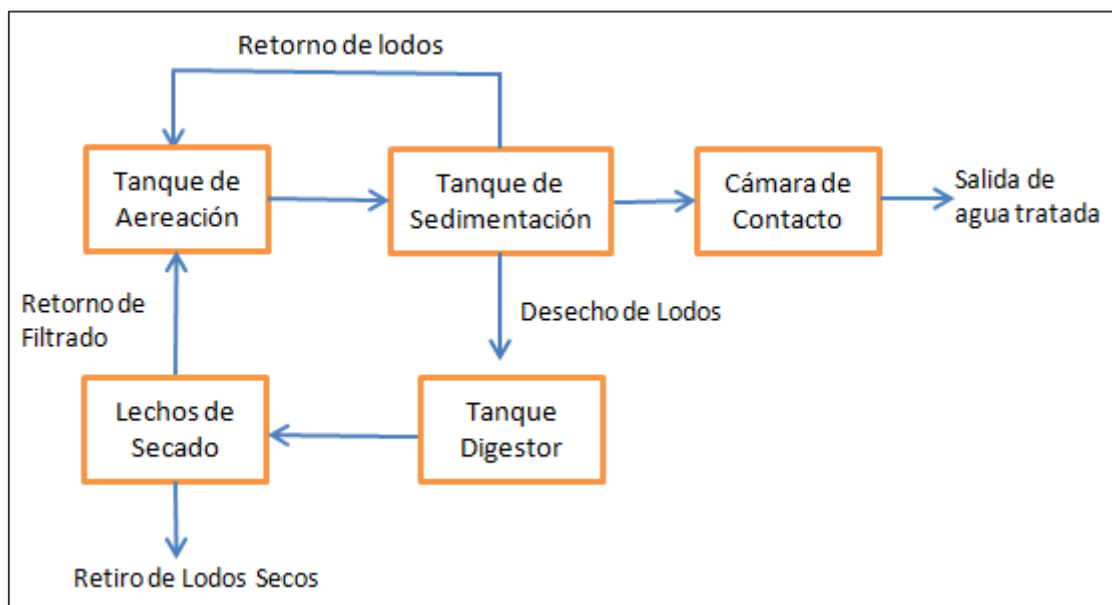 Retorno de lodos
Tanque de
Aereación
Tanque de
Sedimentación
Cámara de
Contacto
Salida de
agua tratada
Retorno de
Filtrado
Desecho de Lodos
Lechos de
Secado
Tanque
Digestor
Retiro de Lodos Secos